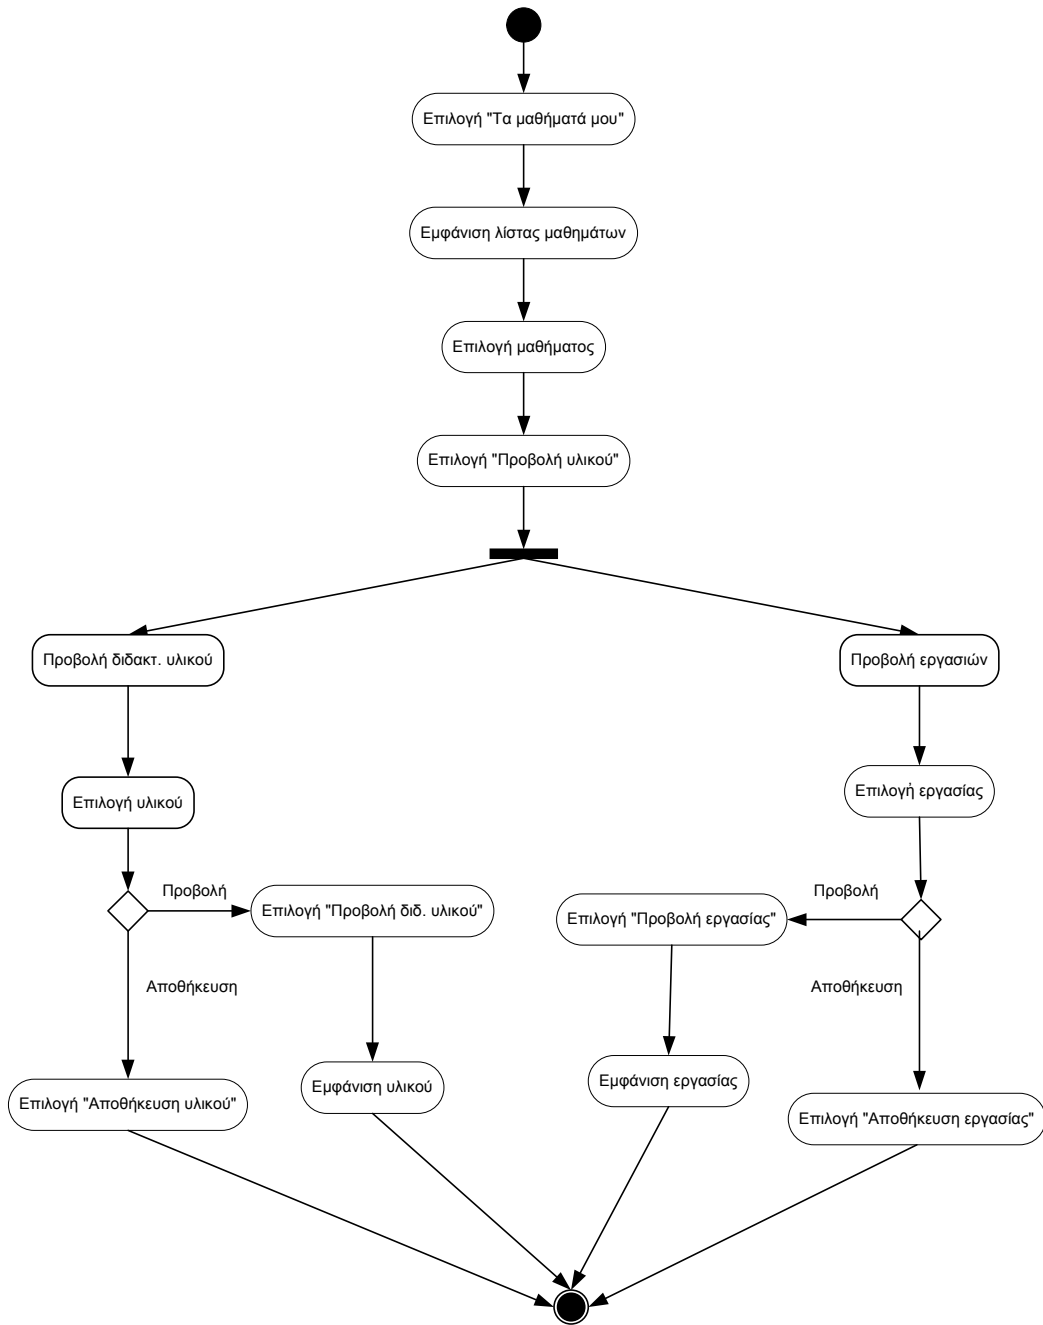 Επιλογή "Τα μαθήματά μου"
Εμφάνιση λίστας μαθημάτων
Επιλογή μαθήματος
Επιλογή "Προβολή υλικού"
Προβολή διδακτ. υλικού
Προβολή εργασιών
Επιλογή υλικού
Επιλογή εργασίας
Προβολή
Προβολή
Επιλογή "Προβολή διδ. υλικού"
Επιλογή "Προβολή εργασίας"
Αποθήκευση
Αποθήκευση
Εμφάνιση υλικού
Εμφάνιση εργασίας
Επιλογή "Αποθήκευση υλικού"
Επιλογή "Αποθήκευση εργασίας"